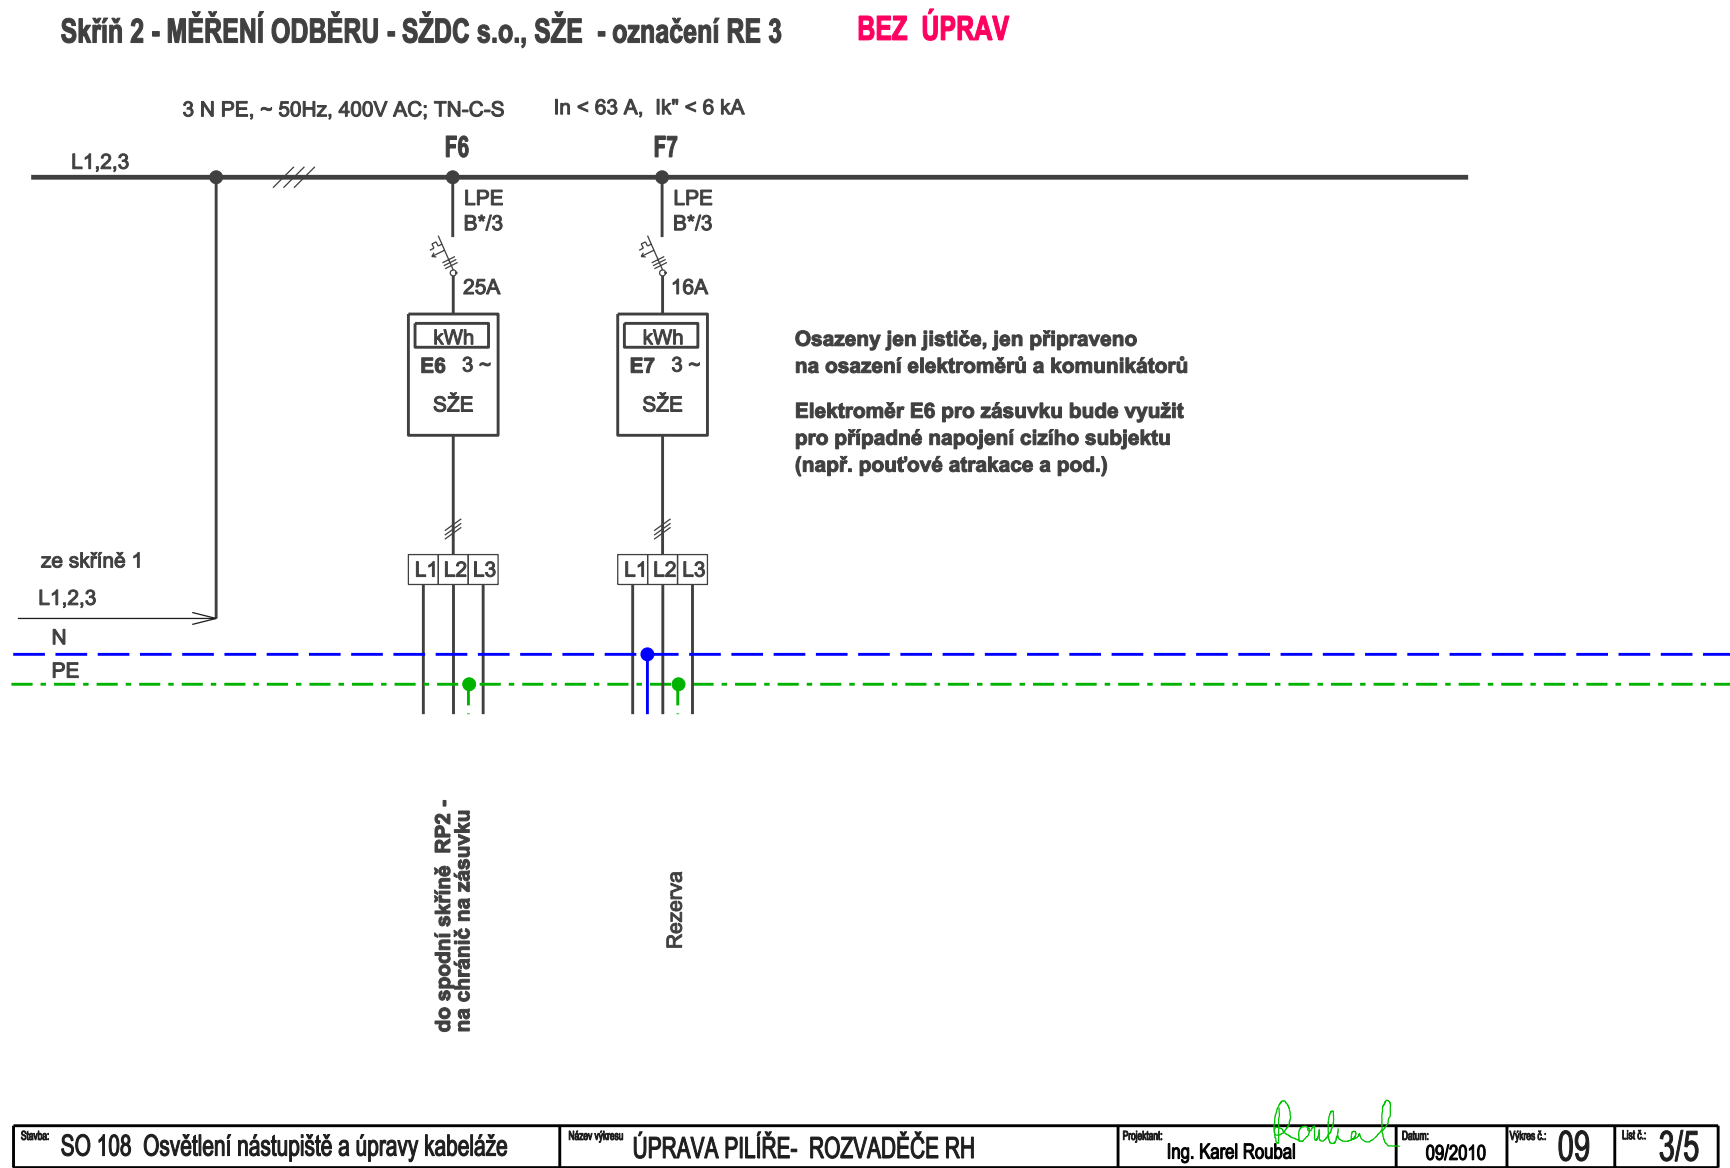 Skříň 2 - MĚŘENÍ ODBĚRU - SŽDC s.o., SŽE - označení RE 3
BEZ ÚPRAV
3 N PE, ~ 50Hz, 400V AC; TN-C-S
In < 63 A, Ik" < 6 kA
F6
F7
L1,2,3
LPE
B*/3
LPE
B*/3
25A
16A
kWh
E6 3 ~
SŽE
kWh
E7 3 ~
SŽE
Osazeny jen jističe, jen připraveno
na osazení elektroměrů a komunikátorů
Elektroměr E6 pro zásuvku bude využit
pro případné napojení cizího subjektu
(např. pouťové atrakace a pod.)
ze skříně 1
L1,2,3
L1 L2 L3
L1 L2 L3
N
PE
do spodní skříně RP2 -
na chránič na zásuvku
Rezerva
Stavba: SO 108 Osvětlení nástupiště a úpravy kabeláže
Název výkresu ÚPRAVA PILÍŘE- ROZVADĚČE RH
Projektant: Ing. Karel Roubal
Roubal
Datum: 09/2010
Výkres č.: 09
List č.: 3/5